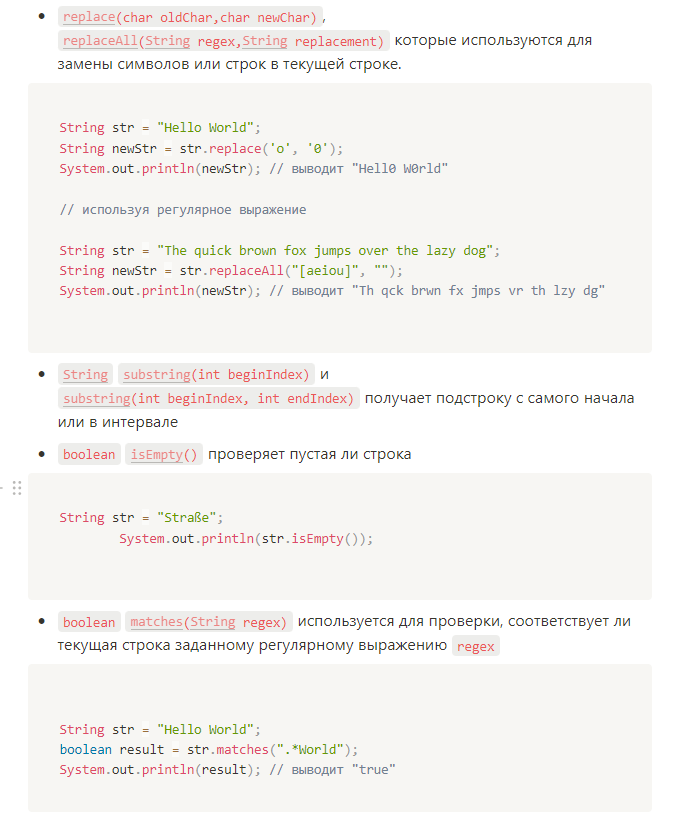 replace(char oldChar,char newChar),
replaceAll(String regex,String replacement) которые используются для
замены символов или строк в текущей строке.
String str = "Hello World";
String newStr = str.replace('o', '0');
System.out.println(newStr); // выводит "Hell0 W0rld"
// используя регулярное выражение
String str = "The quick brown fox jumps over the lazy dog";
String newStr = str.replaceAll("[aeiou]", "");
System.out.println(newStr); // выводит "Th qck brwn fx jmps vr th lzy dg"
String substring(int beginIndex) и
substring(int beginIndex, int endIndex) получает подстроку с самого начала
или в интервале
boolean isEmpty() проверяет пустая ли строка
String str = "Straße";
System.out.println(str.isEmpty());
boolean matches(String regex) используется для проверки, соответствует ли
текущая строка заданному регулярному выражению regex
String str = "Hello World";
boolean result = str.matches(".*World");
System.out.println(result); // выводит "true"